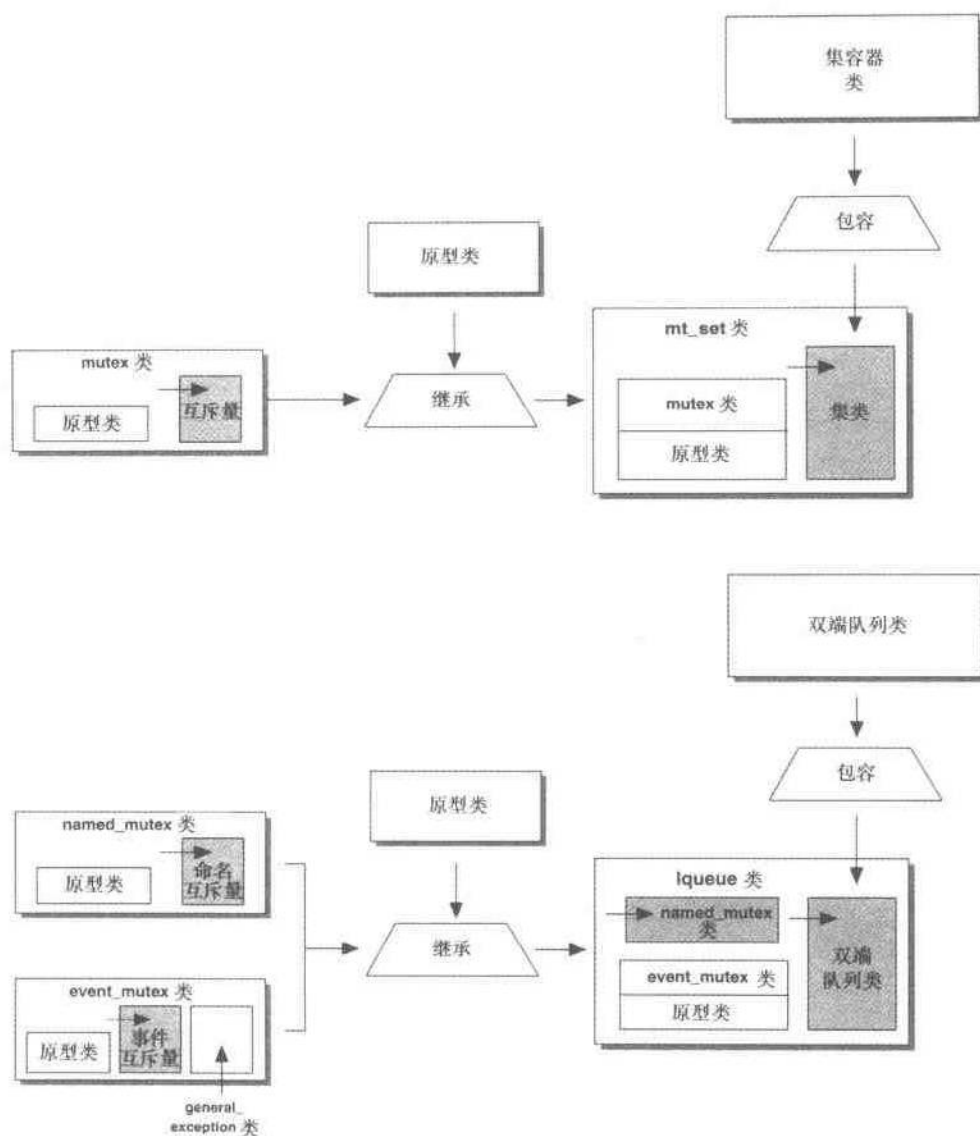 集容器
类
包容
原型类
mt_set 类
mutex 类
互斥量
原型类
继承
mutex 类
原型类
集类
双端队列类
包容
原型类
named_mutex 类
命名
互斥量
原型类
继承
lqueue 类
named_mutex
类
event_mutex 类
原型类
双端
队列类
event_mutex 类
原型类
事件
互斥量
general_
exception 类